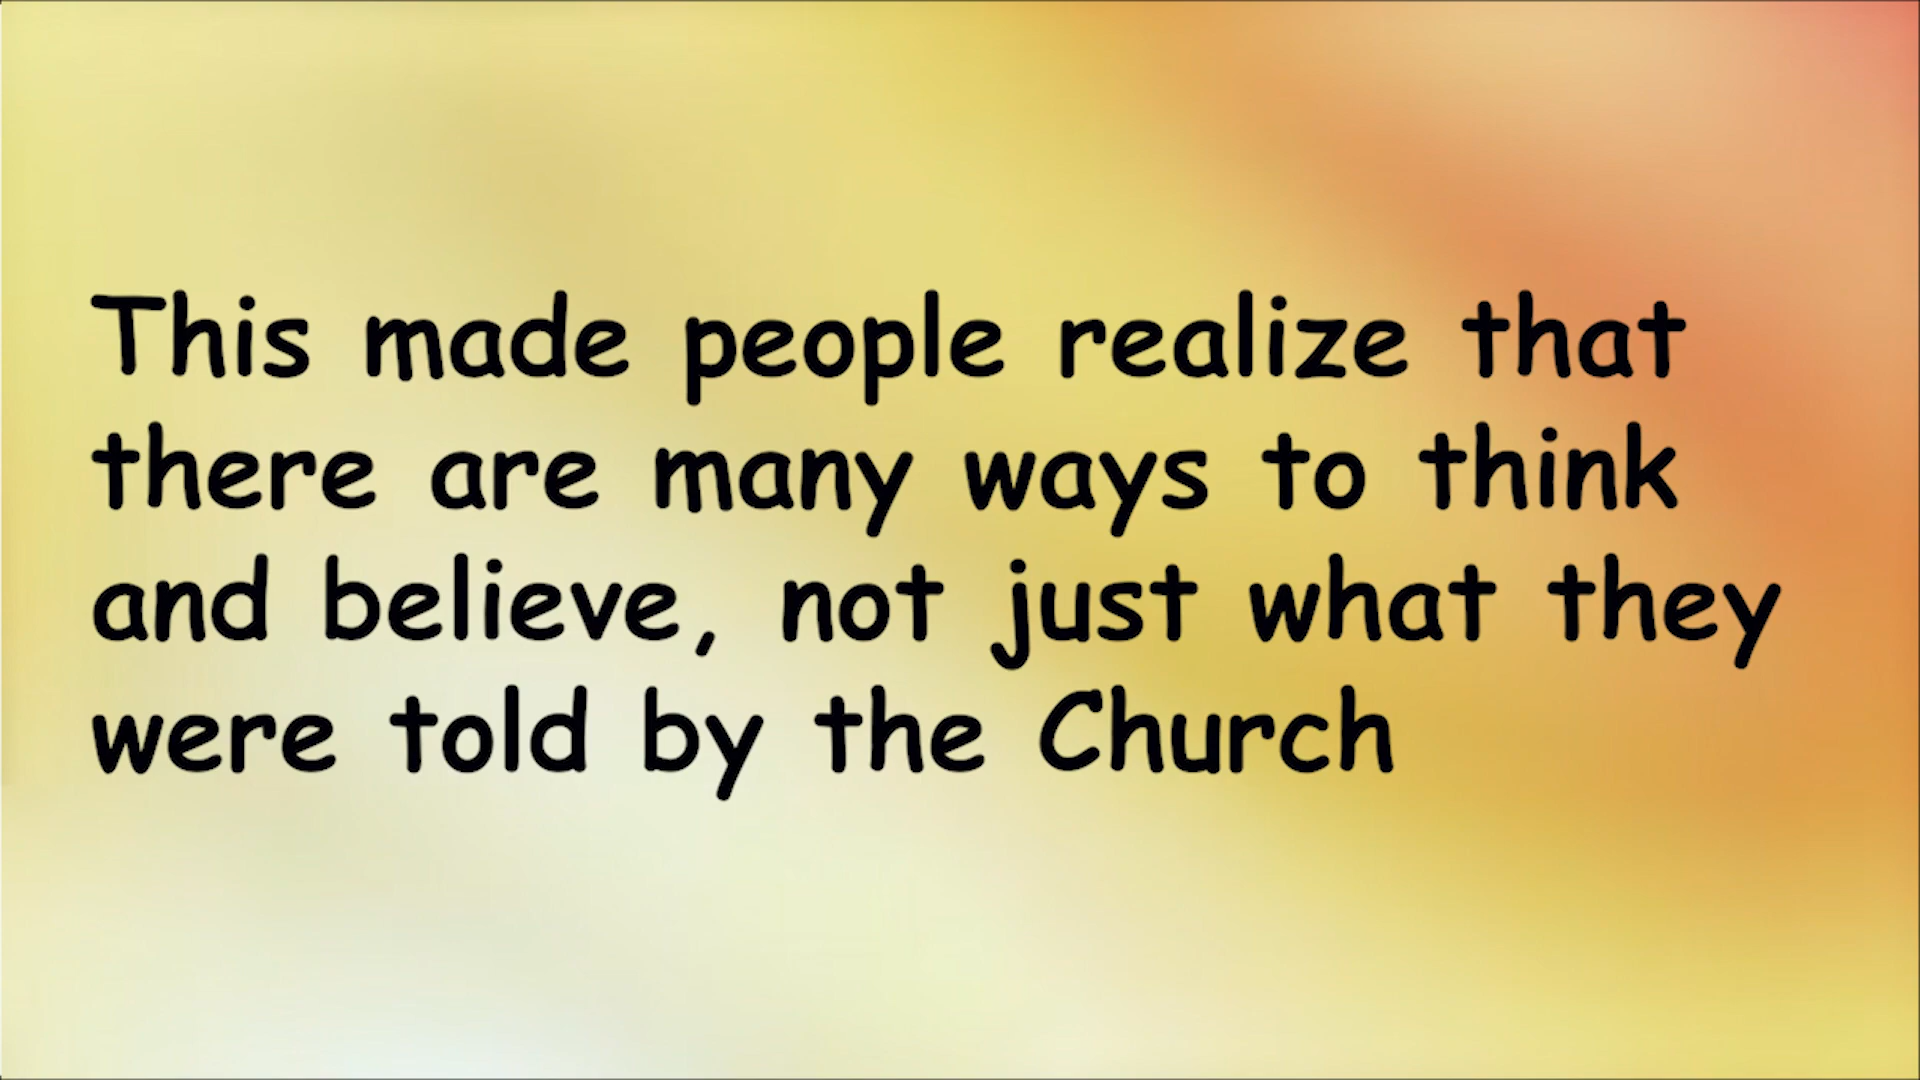 This made people realize that
there are many ways to think
and believe, not just what they
were told by the Church